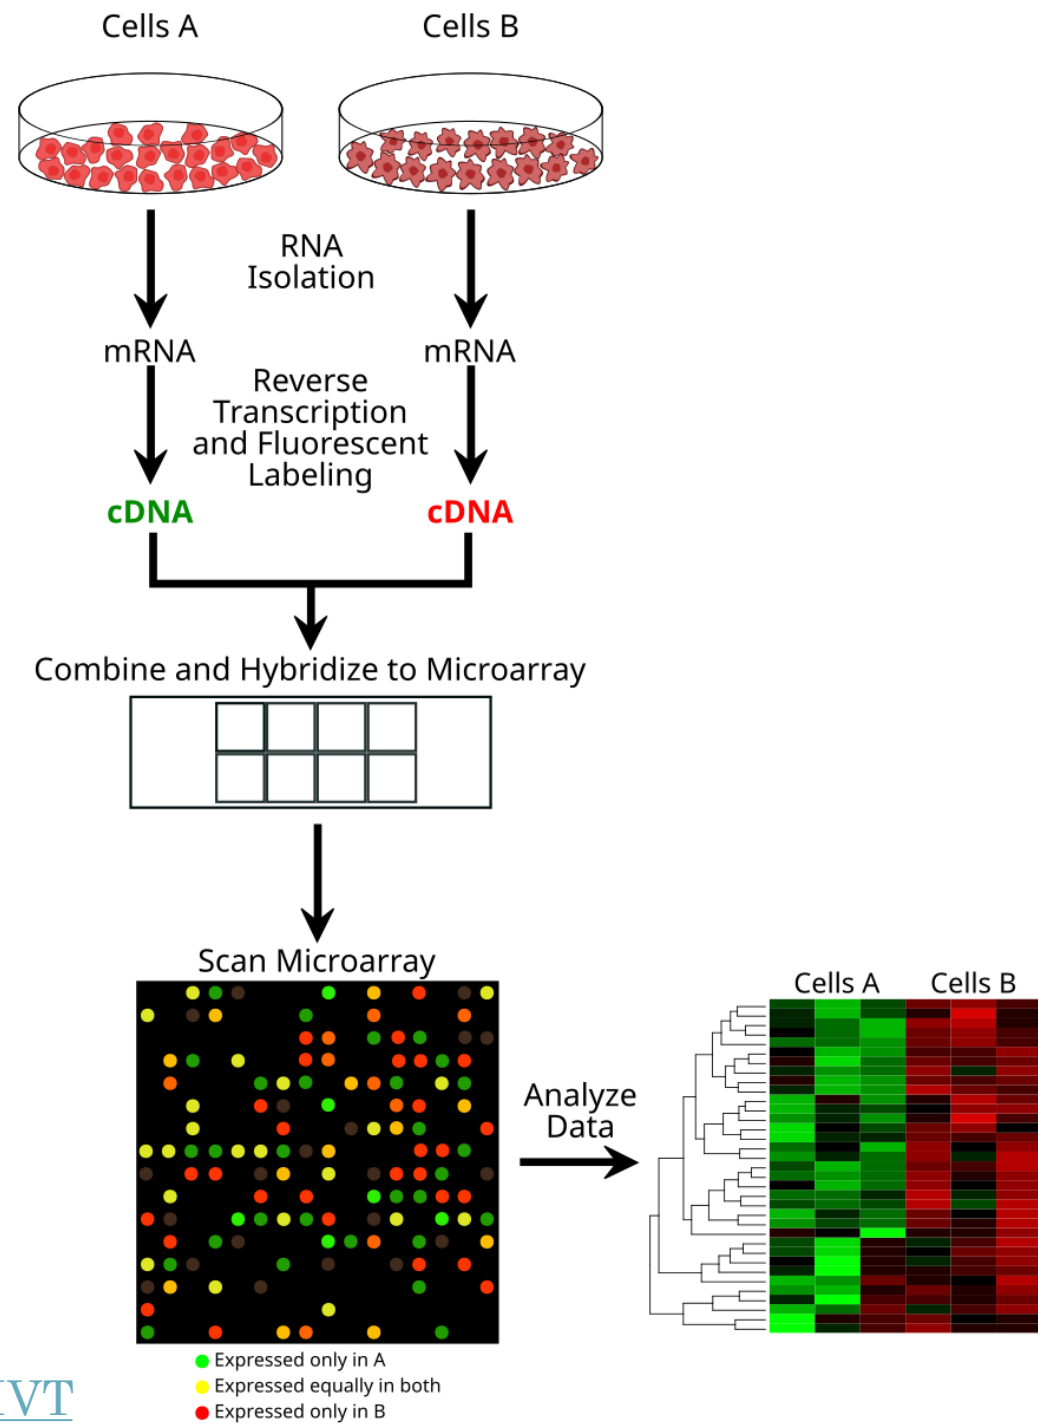 Cells A
Cells B
RNA
Isolation
mRNA
mRNA
Reverse
Transcription
and Fluorescent
Labeling
cDNA
cDNA
Combine and Hybridize to Microarray
Scan Microarray
Cells A
Cells B
Analyze
Data
Expressed only in A
Expressed equally in both
Expressed only in B